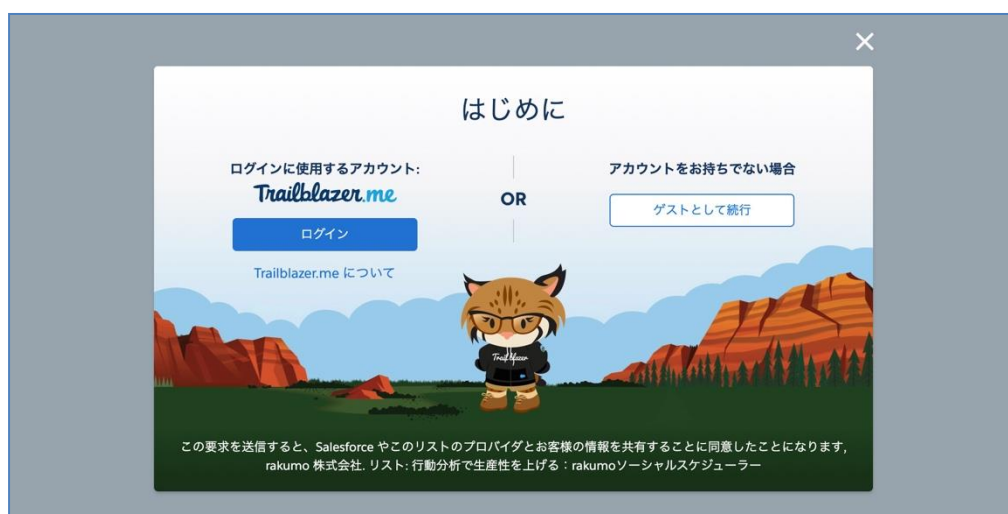 はじめに
ログインに使用するアカウント:
Trailblazer.me
ログイン
Trailblazer.me について
OR
アカウントをお持ちでない場合
ゲストとして続行
Trailblazer
この要求を送信すると、Salesforce やこのリストのプロバイダとお客様の情報を共有することに同意したことになります,
rakumo 株式会社. リスト: 行動分析で生産性を上げる：rakumoソーシャルスケジューラー